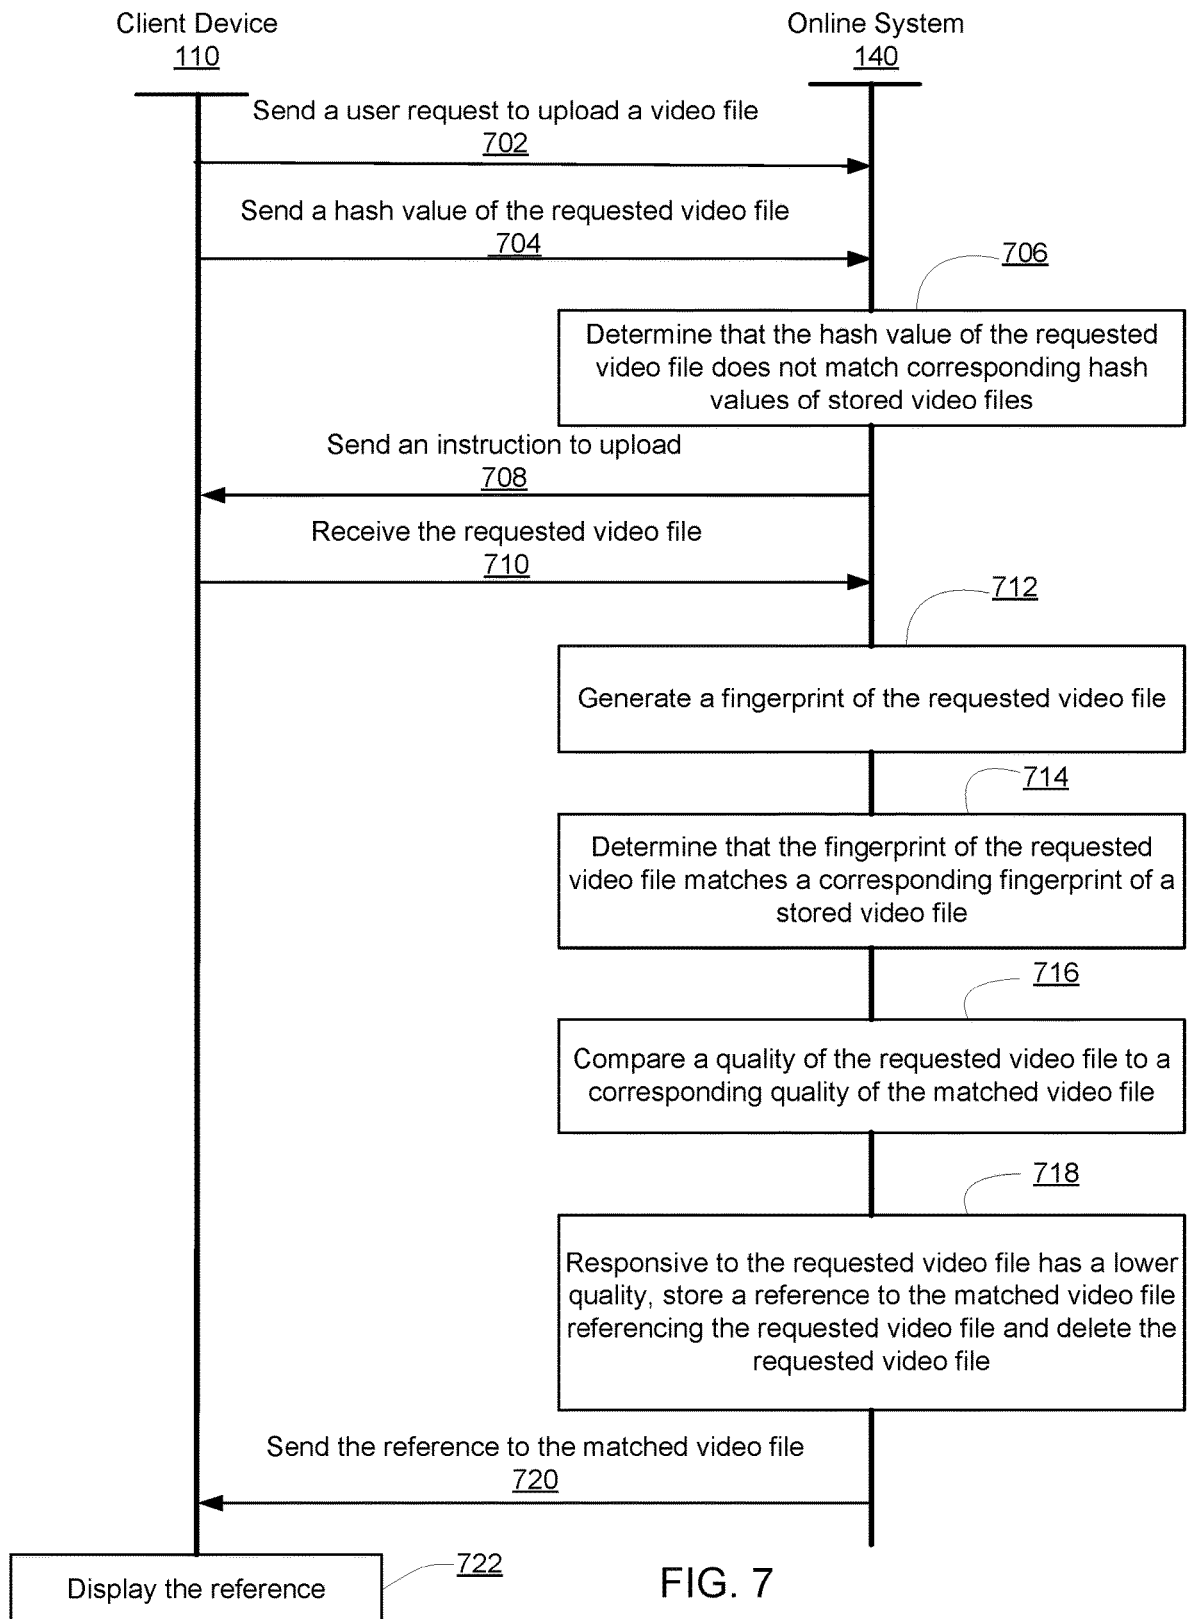 Client Device
110
Online System
140
Send a user request to upload a video file
702
Send a hash value of the requested video file
704
706
Determine that the hash value of the requested
video file does not match corresponding hash
values of stored video files
Send an instruction to upload
708
Receive the requested video file
710
712
Generate a fingerprint of the requested video file
714
Determine that the fingerprint of the requested
video file matches a corresponding fingerprint of a
stored video file
716
Compare a quality of the requested video file to a
corresponding quality of the matched video file
718
Responsive to the requested video file has a lower
quality, store a reference to the matched video file
referencing the requested video file and delete the
requested video file
Send the reference to the matched video file
720
722
Display the reference
FIG. 7